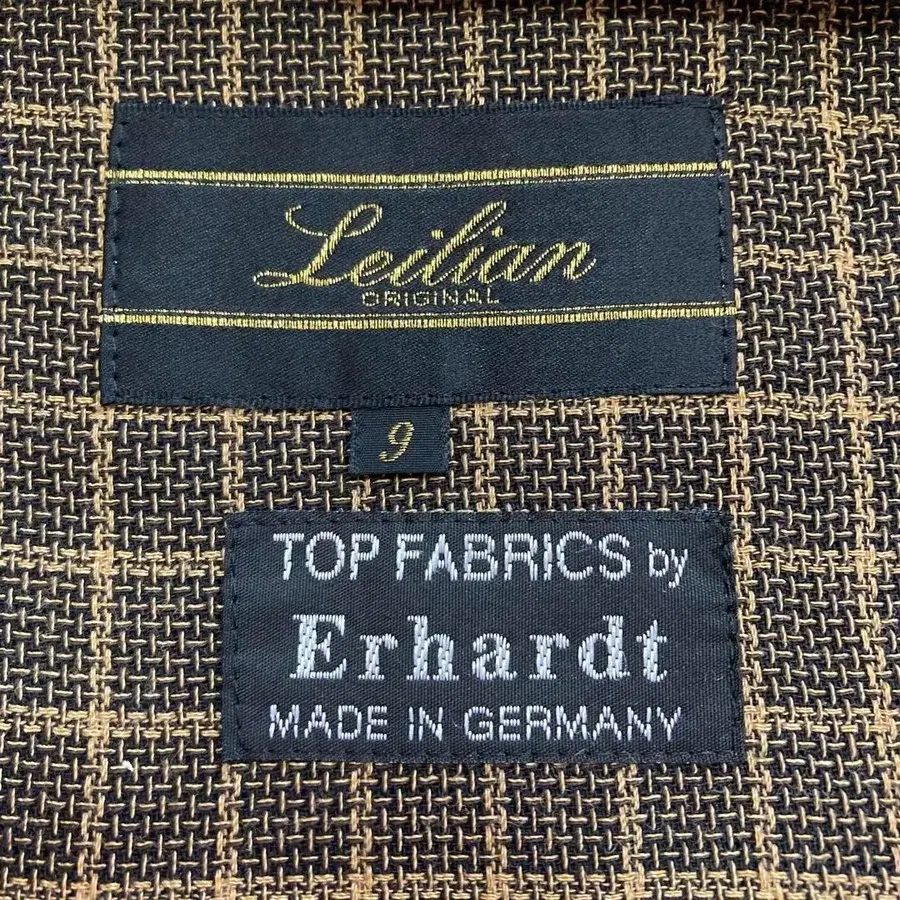 Leilian
ORIGINAL
9
TOP FABRICS by
Erhardt
MADE IN GERMANY